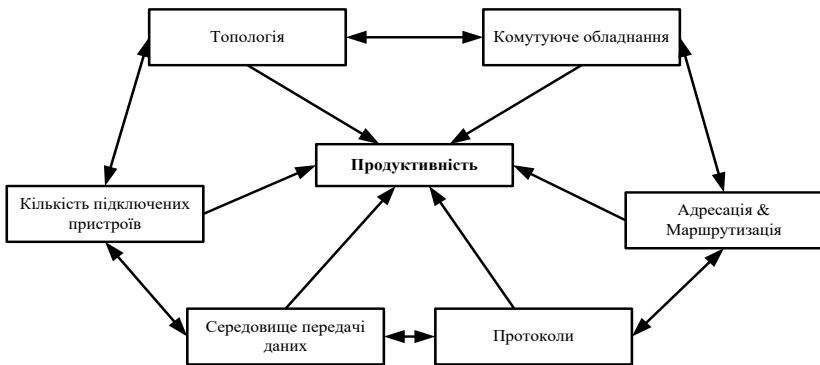 Топологія
Комутуюче обладнання
Продуктивність
Кількість підключених
пристроїв
Адресація &
Маршрутизація
Середовище передачі
даних
Протоколи